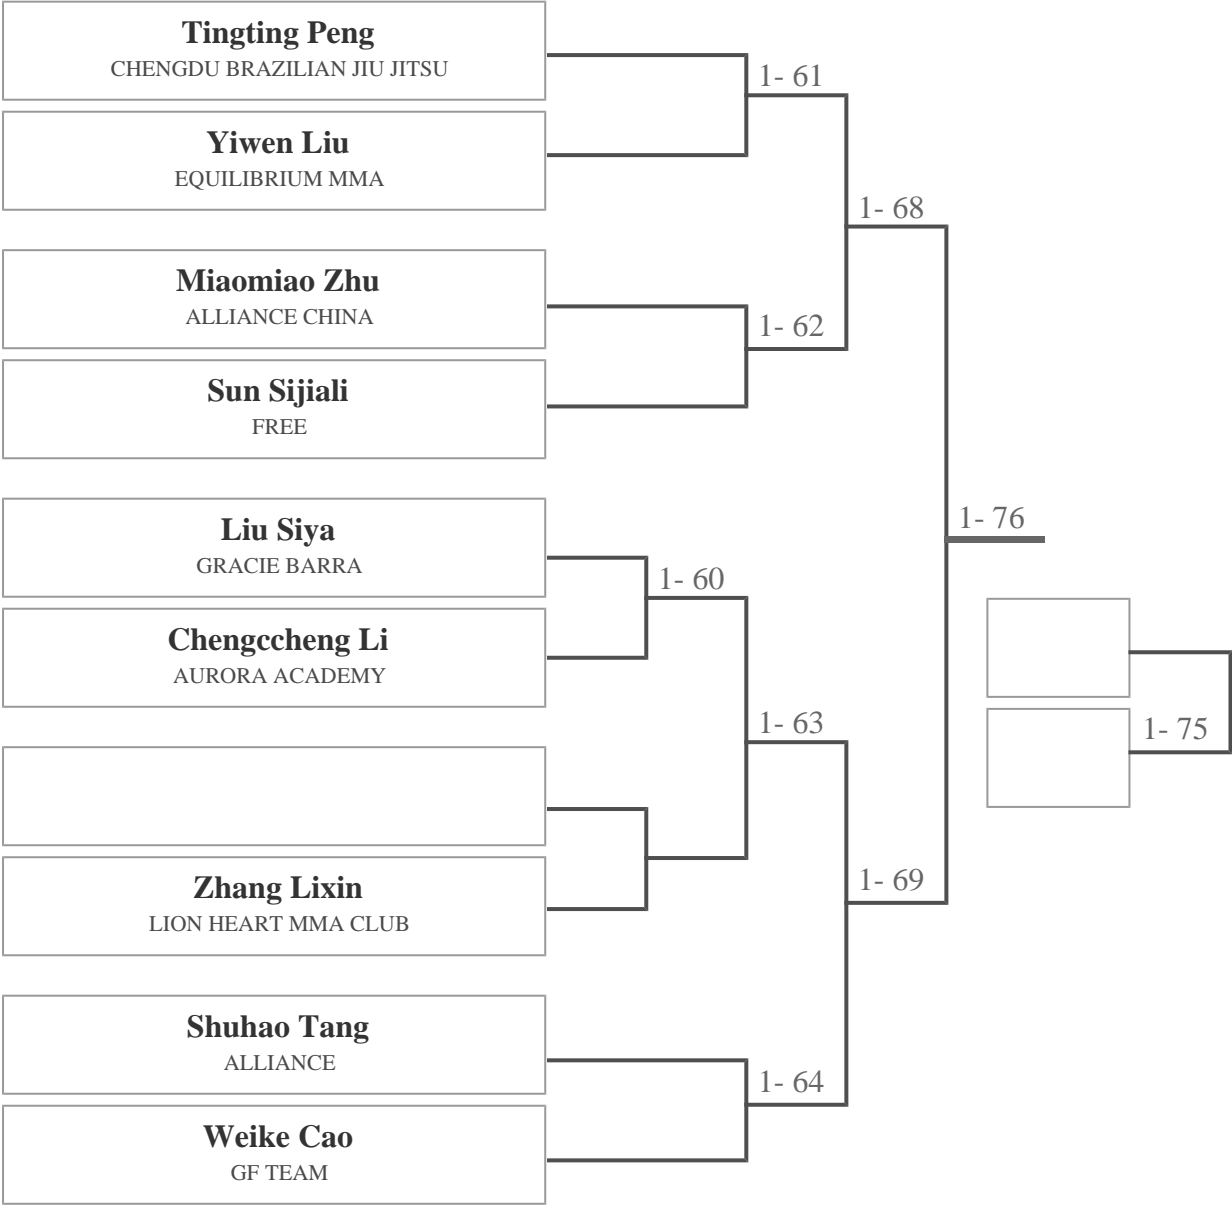 Tingting Peng
CHENGDU BRAZILIAN JIU JITSU
1- 61
Yiwen Liu
EQUILIBRIUM MMA
1- 68
Miaomiao Zhu
ALLIANCE CHINA
1- 62
Sun Sijiali
FREE
1- 76
Liu Siya
GRACIE BARRA
1- 60
Chengccheng Li
AURORA ACADEMY
1- 63
1- 75
Zhang Lixin
LION HEART MMA CLUB
1- 69
Shuhao Tang
ALLIANCE
1- 64
Weike Cao
GF TEAM